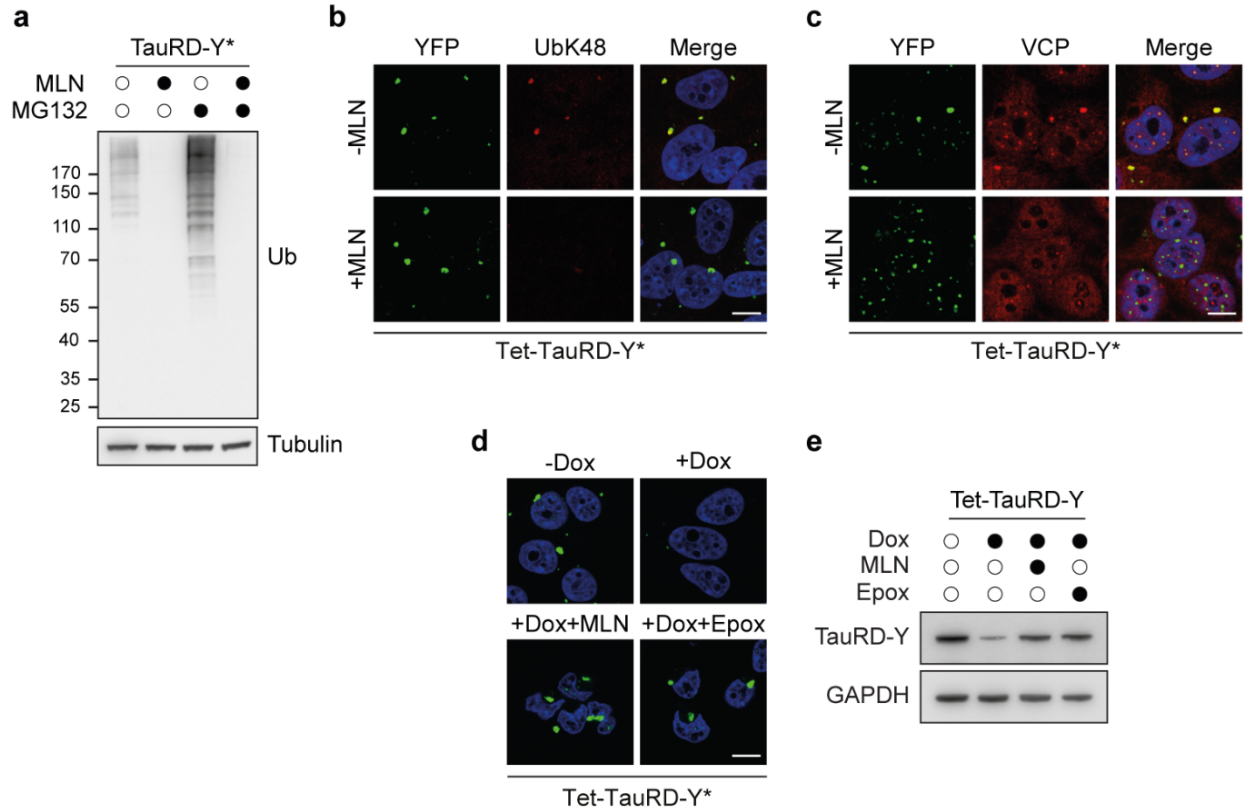 a
TauRD-Y*
MLN
MG132
170
150
110
70
55
40
35
25
Ub
Tubulin
b
YFP UbK48 Merge
-MLN
+MLN
Tet-TauRD-Y*
c
YFP VCP Merge
-MLN
+MLN
Tet-TauRD-Y*
d
-Dox +Dox
+Dox+MLN +Dox+Epox
Tet-TauRD-Y*
e
Tet-TauRD-Y
Dox
MLN
Epox
TauRD-Y
GAPDH